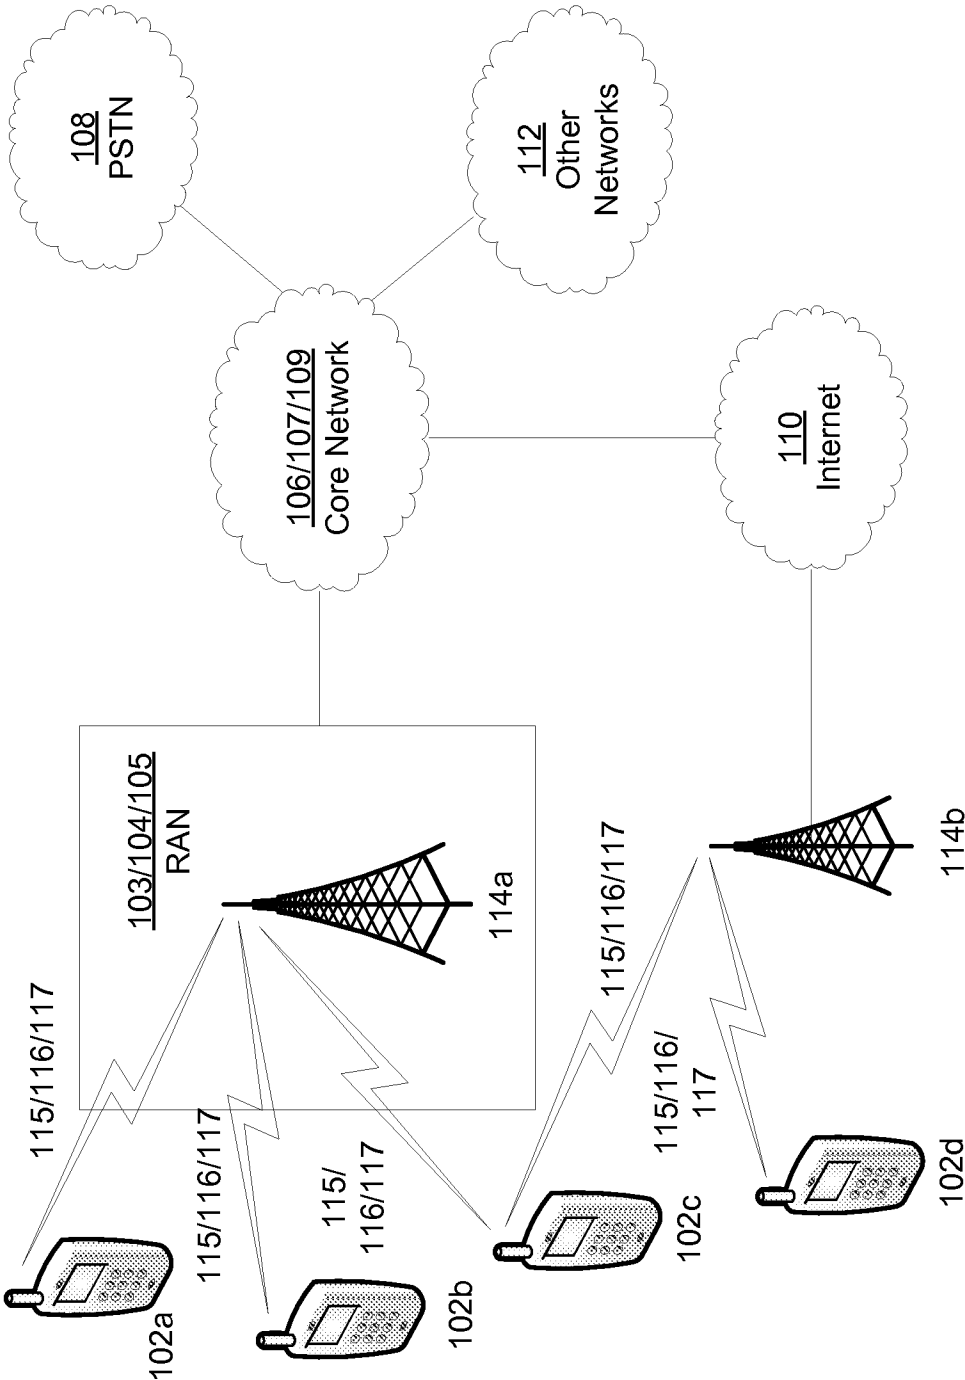 108
PSTN
112
Other
Networks
106/107/109
Core Network
110
Internet
103/104/105
RAN
114a
114b
115/116/117
115/116/117
115/
116/117
115/116/117
115/116/
117
102a
102b
102c
102d